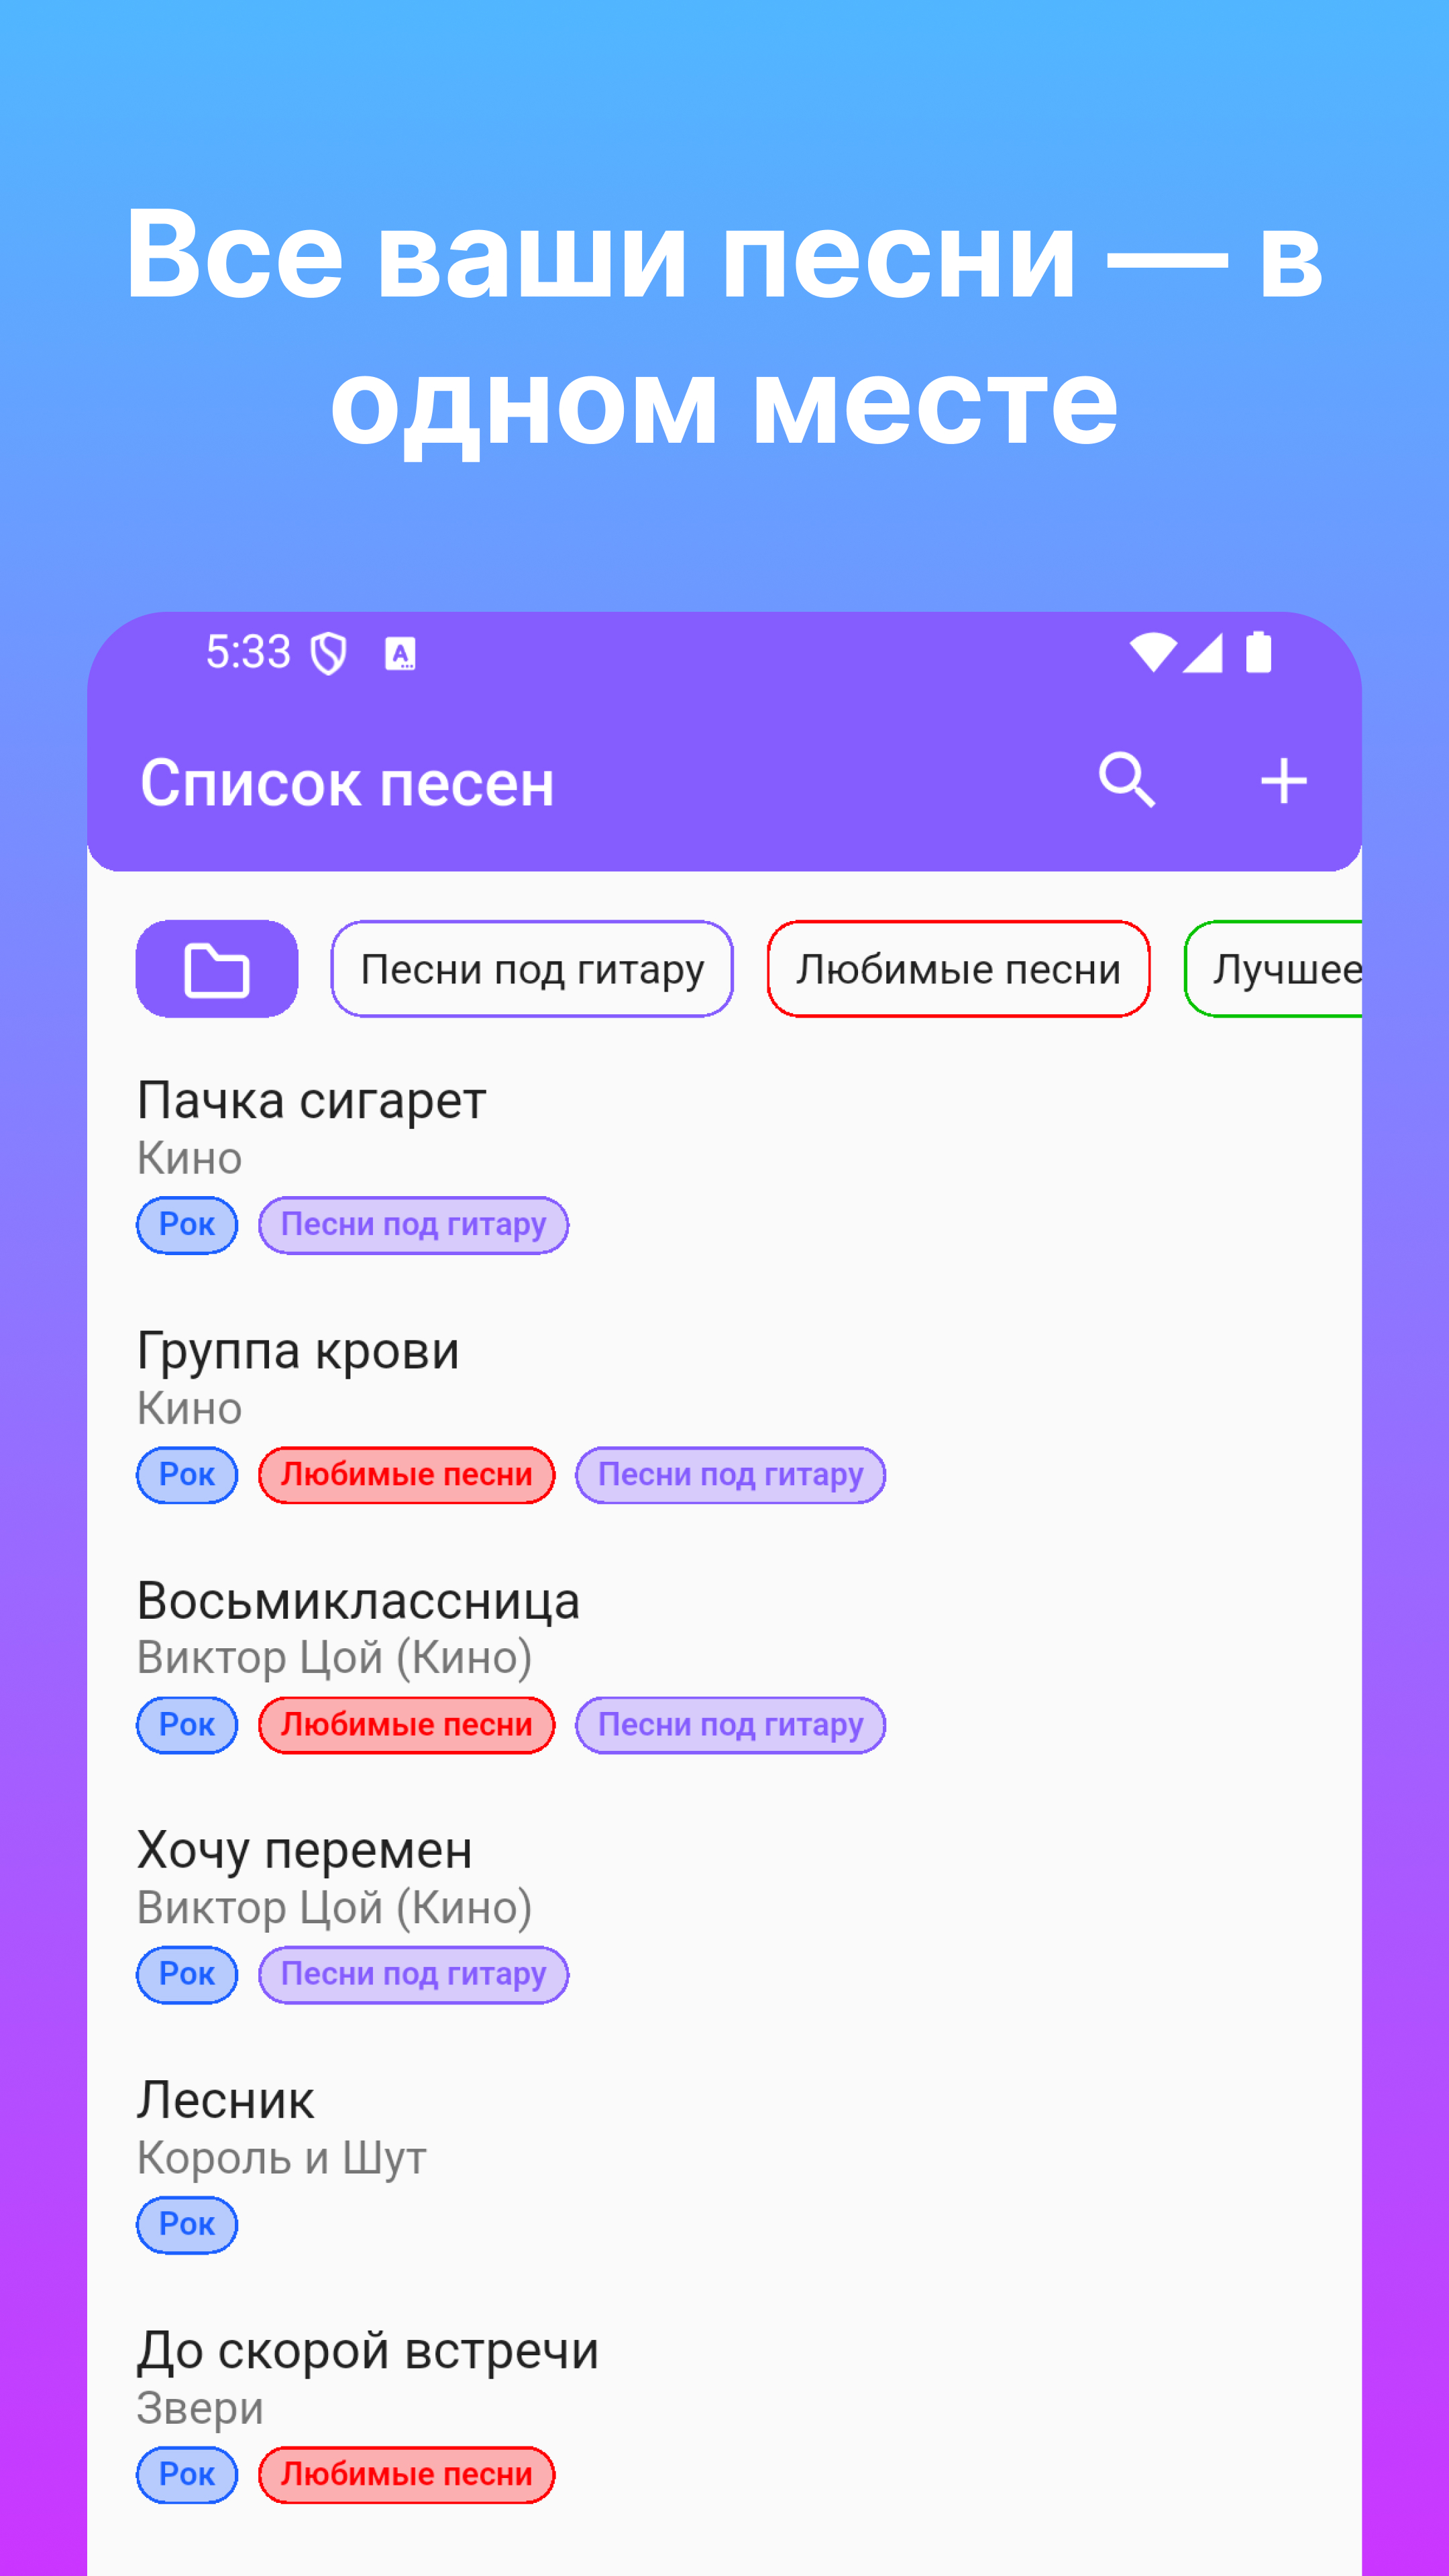 Все ваши песни — в
одном месте
5:33
A
Список песен
Песни под гитару
Любимые песни
Лучшее
Пачка сигарет
Кино
Рок
Песни под гитару
Группа крови
Кино
Рок
Любимые песни
Песни под гитару
Восьмиклассница
Виктор Цой (Кино)
Рок
Любимые песни
Песни под гитару
Хочу перемен
Виктор Цой (Кино)
Рок
Песни под гитару
Лесник
Король и Шут
Рок
До скорой встречи
Звери
Рок
Любимые песни